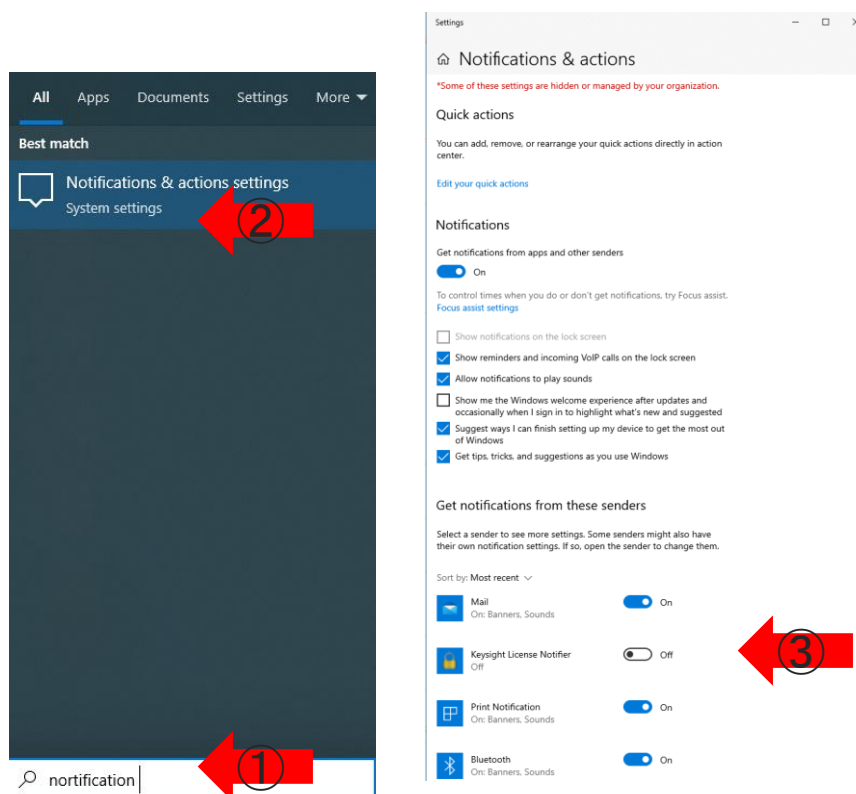 All Apps Documents Settings More
Best match
Notifications & actions settings
System settings
②
nortification
①
Settings
Notifications & actions
*Some of these settings are hidden or managed by your organization.
Quick actions
You can add, remove, or rearrange your quick actions directly in action
center.
Edit your quick actions
Notifications
Get notifications from apps and other senders
On
To control times when you do or don't get notifications, try Focus assist.
Focus assist settings
Show notifications on the lock screen
Show reminders and incoming VoIP calls on the lock screen
Allow notifications to play sounds
Show me the Windows welcome experience after updates and
occasionally when I sign in to highlight what's new and suggested
Suggest ways I can finish setting up my device to get the most out
of Windows
Get tips, tricks, and suggestions as you use Windows
Get notifications from these senders
Select a sender to see more settings. Some senders might also have
their own notification settings. If so, open the sender to change them.
Sort by: Most recent
Mail
On: Banners, Sounds
On
Keysight License Notifier
Off
Off
③
Print Notification
On: Banners, Sounds
On
Bluetooth
On: Banners, Sounds
On